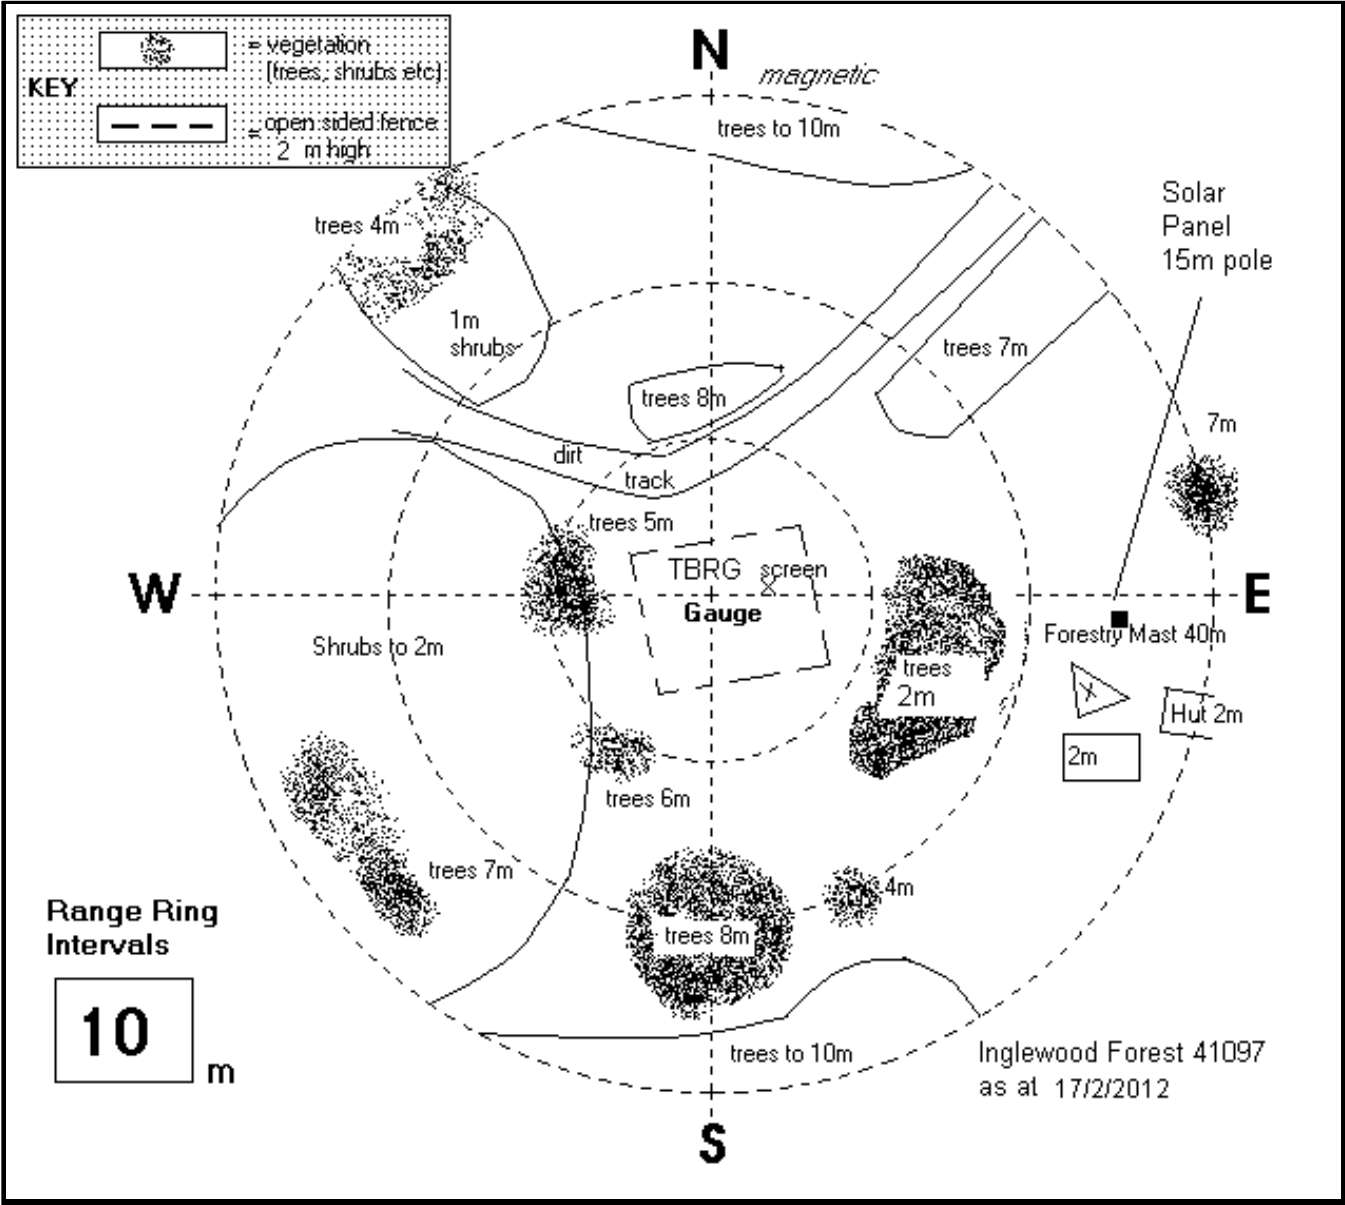 KEY
= vegetation
(trees, shrubs etc)
= open sided fence
2 m high
N
magnetic
trees to 10m
Solar
Panel
15m pole
trees 4m
1m
shrubs
trees 7m
trees 8m
7m
dirt
track
trees 5m
TBRG screen
X
Gauge
W
E
Shrubs to 2m
Forestry Mast 40m
trees
2m
X
Hut 2m
2m
trees 6m
trees 7m
4m
trees 8m
Range Ring
Intervals
10
m
trees to 10m
Inglewood Forest 41097
as at 17/2/2012
S